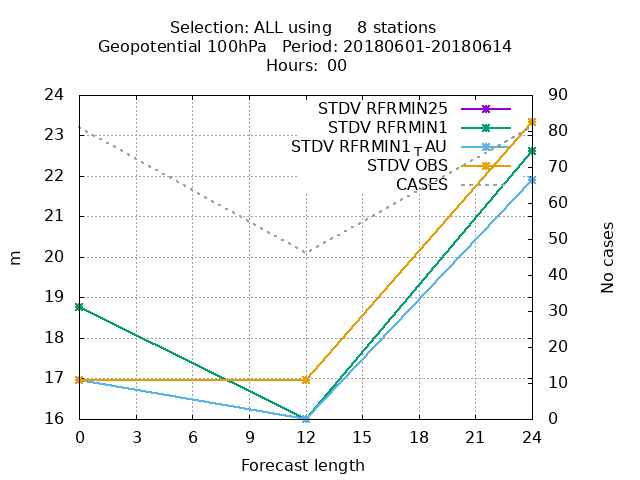 Selection: ALL using     8 stations
Geopotential 100hPa   Period: 20180601-20180614
Hours:  00
24 90
STDV RFRMIN25
STDV RFRMIN1
STDV RFRMIN1_TAU
STDV OBS
CASES
23 80
22 70
21 60
20 50
19 40
18 30
17 20
16 10
0
m
No cases
0 3 6 9 12 15 18 21 24
Forecast length